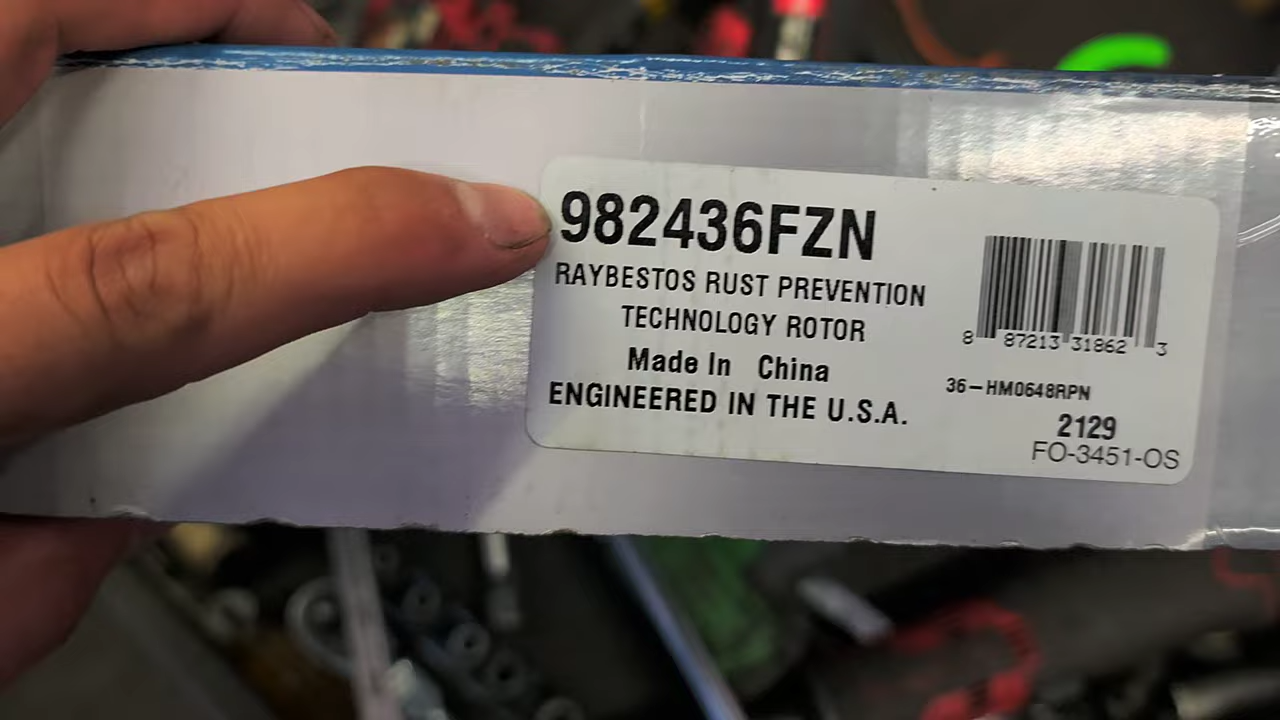 982436FZN
RAYBESTOS RUST PREVENTION
TECHNOLOGY ROTOR
Made In China
ENGINEERED IN THE U.S.A.
8 87213 31862 3
36-HM0648RPN
2129
FO-3451-OS